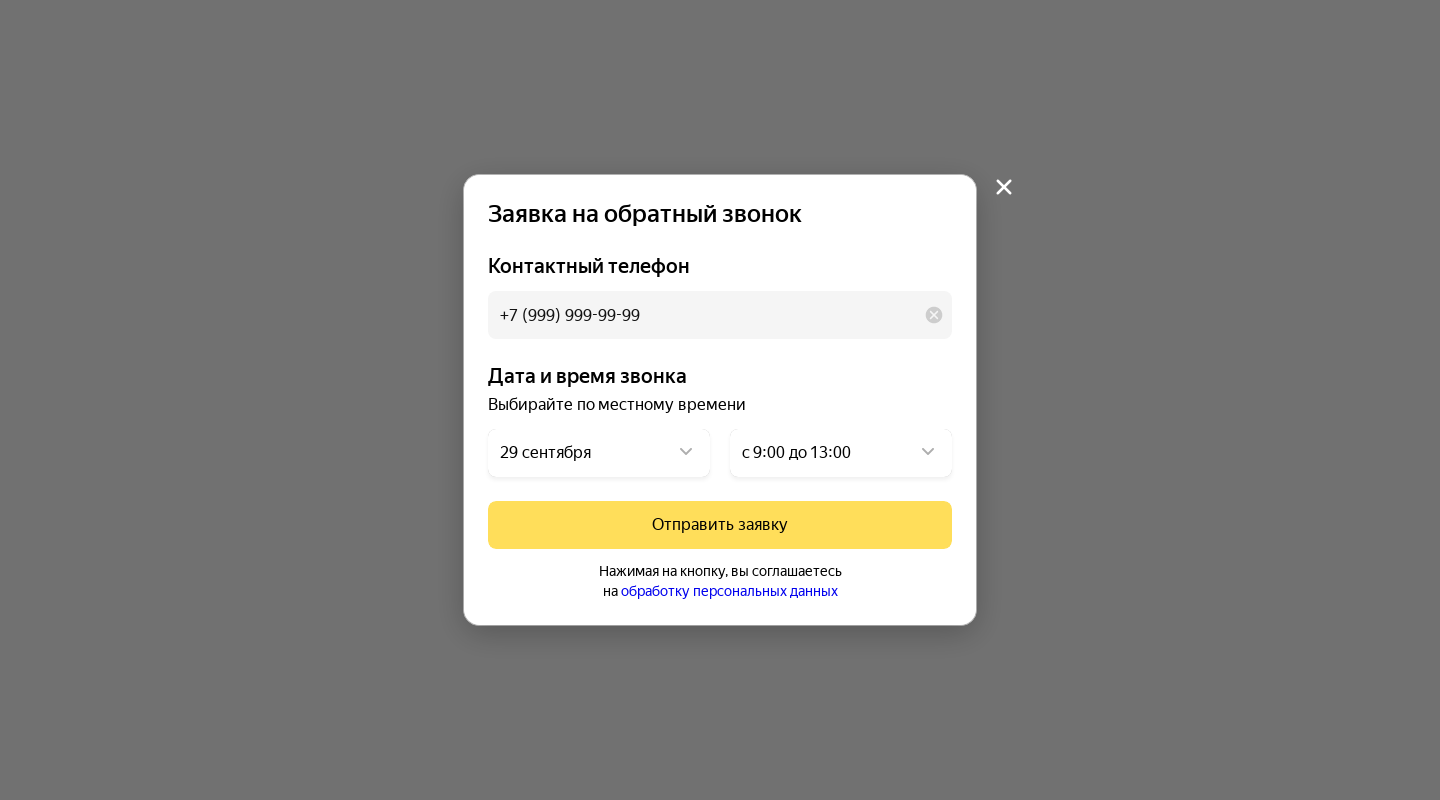 Заявка на обратный звонок
Контактный телефон
+7 (999) 999-99-99
Дата и время звонка
Выбирайте по местному времени
29 сентября
с 9:00 до 13:00
Отправить заявку
Нажимая на кнопку, вы соглашаетесь
на обработку персональных данных